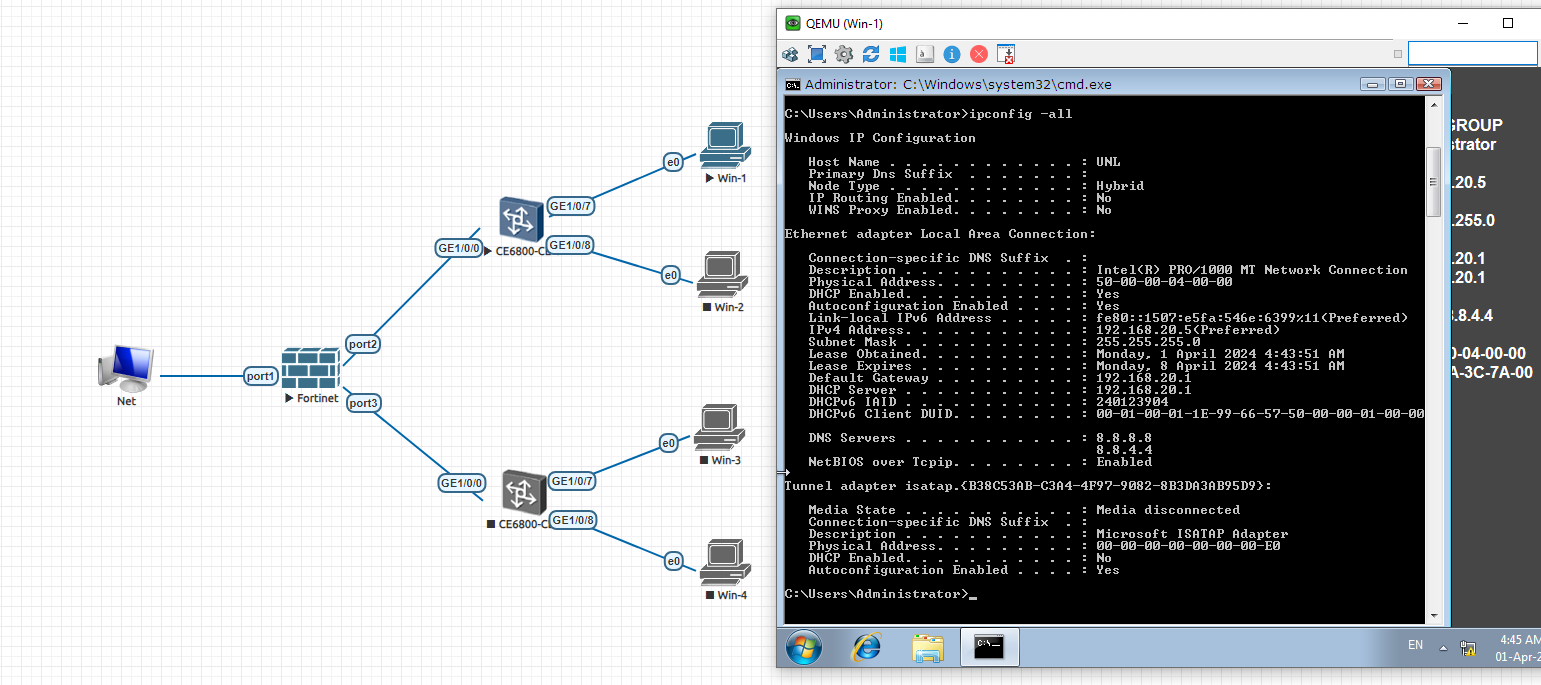 Net
port1
port2
port3
Fortinet
GE1/0/0
GE1/0/7
GE1/0/8
e0
Win-1
e0
Win-2
GE1/0/0
GE1/0/7
GE1/0/8
e0
Win-3
e0
Win-4
QEMU (Win-1)
Administrator: C:\Windows\system32\cmd.exe
C:\Users\Administrator>ipconfig -all
Windows IP Configuration
Host Name . . . . . . . . . . . . : UNL
Primary Dns Suffix . . . . . . . :
Node Type . . . . . . . . . . . . : Hybrid
IP Routing Enabled. . . . . . . . : No
WINS Proxy Enabled. . . . . . . . : No
Ethernet adapter Local Area Connection:
Connection-specific DNS Suffix . :
Description . . . . . . . . . . . : Intel(R) PRO/1000 MT Network Connection
Physical Address. . . . . . . . . : 50-00-00-04-00-00
DHCP Enabled. . . . . . . . . . . : Yes
Autoconfiguration Enabled . . . . : Yes
Link-local IPv6 Address . . . . . : fe80::1507:e5fa:546e:6399%11(Preferred)
IPv4 Address. . . . . . . . . . . : 192.168.20.5(Preferred)
Subnet Mask . . . . . . . . . . . : 255.255.255.0
Lease Obtained. . . . . . . . . . : Monday, 1 April 2024 4:43:51 AM
Lease Expires . . . . . . . . . . : Monday, 8 April 2024 4:43:51 AM
Default Gateway . . . . . . . . . : 192.168.20.1
DHCP Server . . . . . . . . . . . : 192.168.20.1
DHCPv6 IAID . . . . . . . . . . . : 240123904
DHCPv6 Client DUID. . . . . . . . : 00-01-00-01-1E-99-66-57-50-00-00-01-00-00
DNS Servers . . . . . . . . . . . : 8.8.8.8
8.8.4.4
NetBIOS over Tcpip. . . . . . . . : Enabled
Tunnel adapter isatap.{B38C53AB-C3A4-4F97-9082-8B3DA3AB95D9}:
Media State . . . . . . . . . . . : Media disconnected
Connection-specific DNS Suffix . :
Description . . . . . . . . . . . : Microsoft ISATAP Adapter
Physical Address. . . . . . . . . : 00-00-00-00-00-00-00-E0
DHCP Enabled. . . . . . . . . . . : No
Autoconfiguration Enabled . . . . : Yes
C:\Users\Administrator>_
.20.5
.255.0
.20.1
.20.1
.8.4.4
-04-00-00
-3C-7A-00
EN
4:45 AM